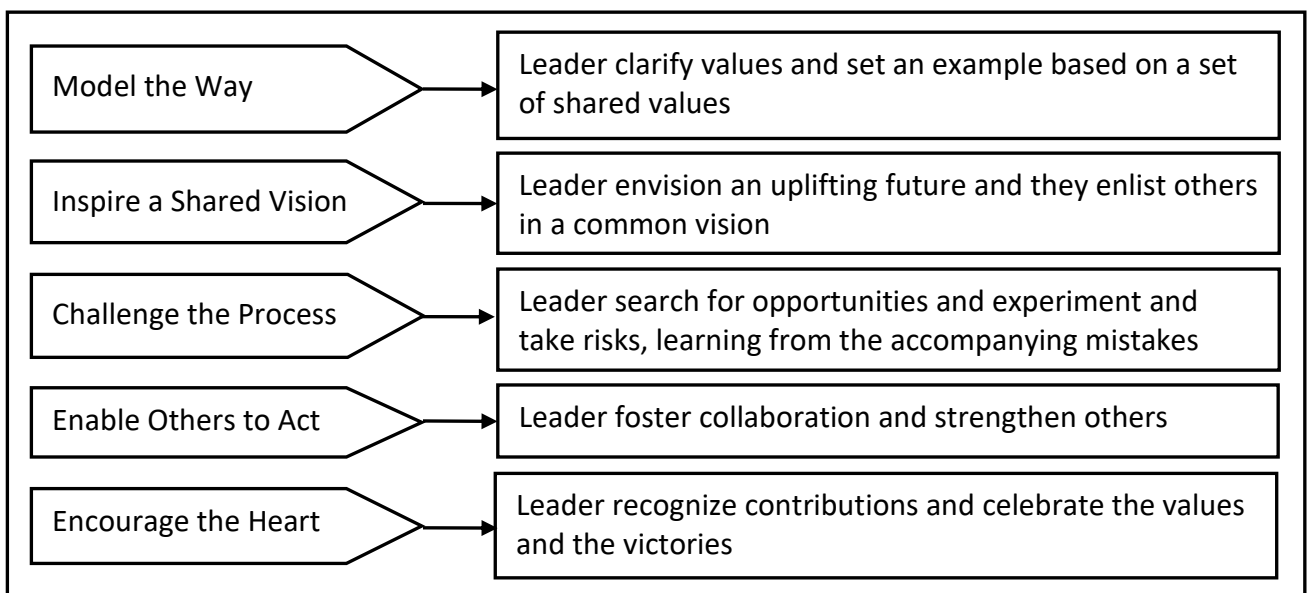 Model the Way
Leader clarify values and set an example based on a set
of shared values
Inspire a Shared Vision
Leader envision an uplifting future and they enlist others
in a common vision
Challenge the Process
Leader search for opportunities and experiment and
take risks, learning from the accompanying mistakes
Enable Others to Act
Leader foster collaboration and strengthen others
Encourage the Heart
Leader recognize contributions and celebrate the values
and the victories